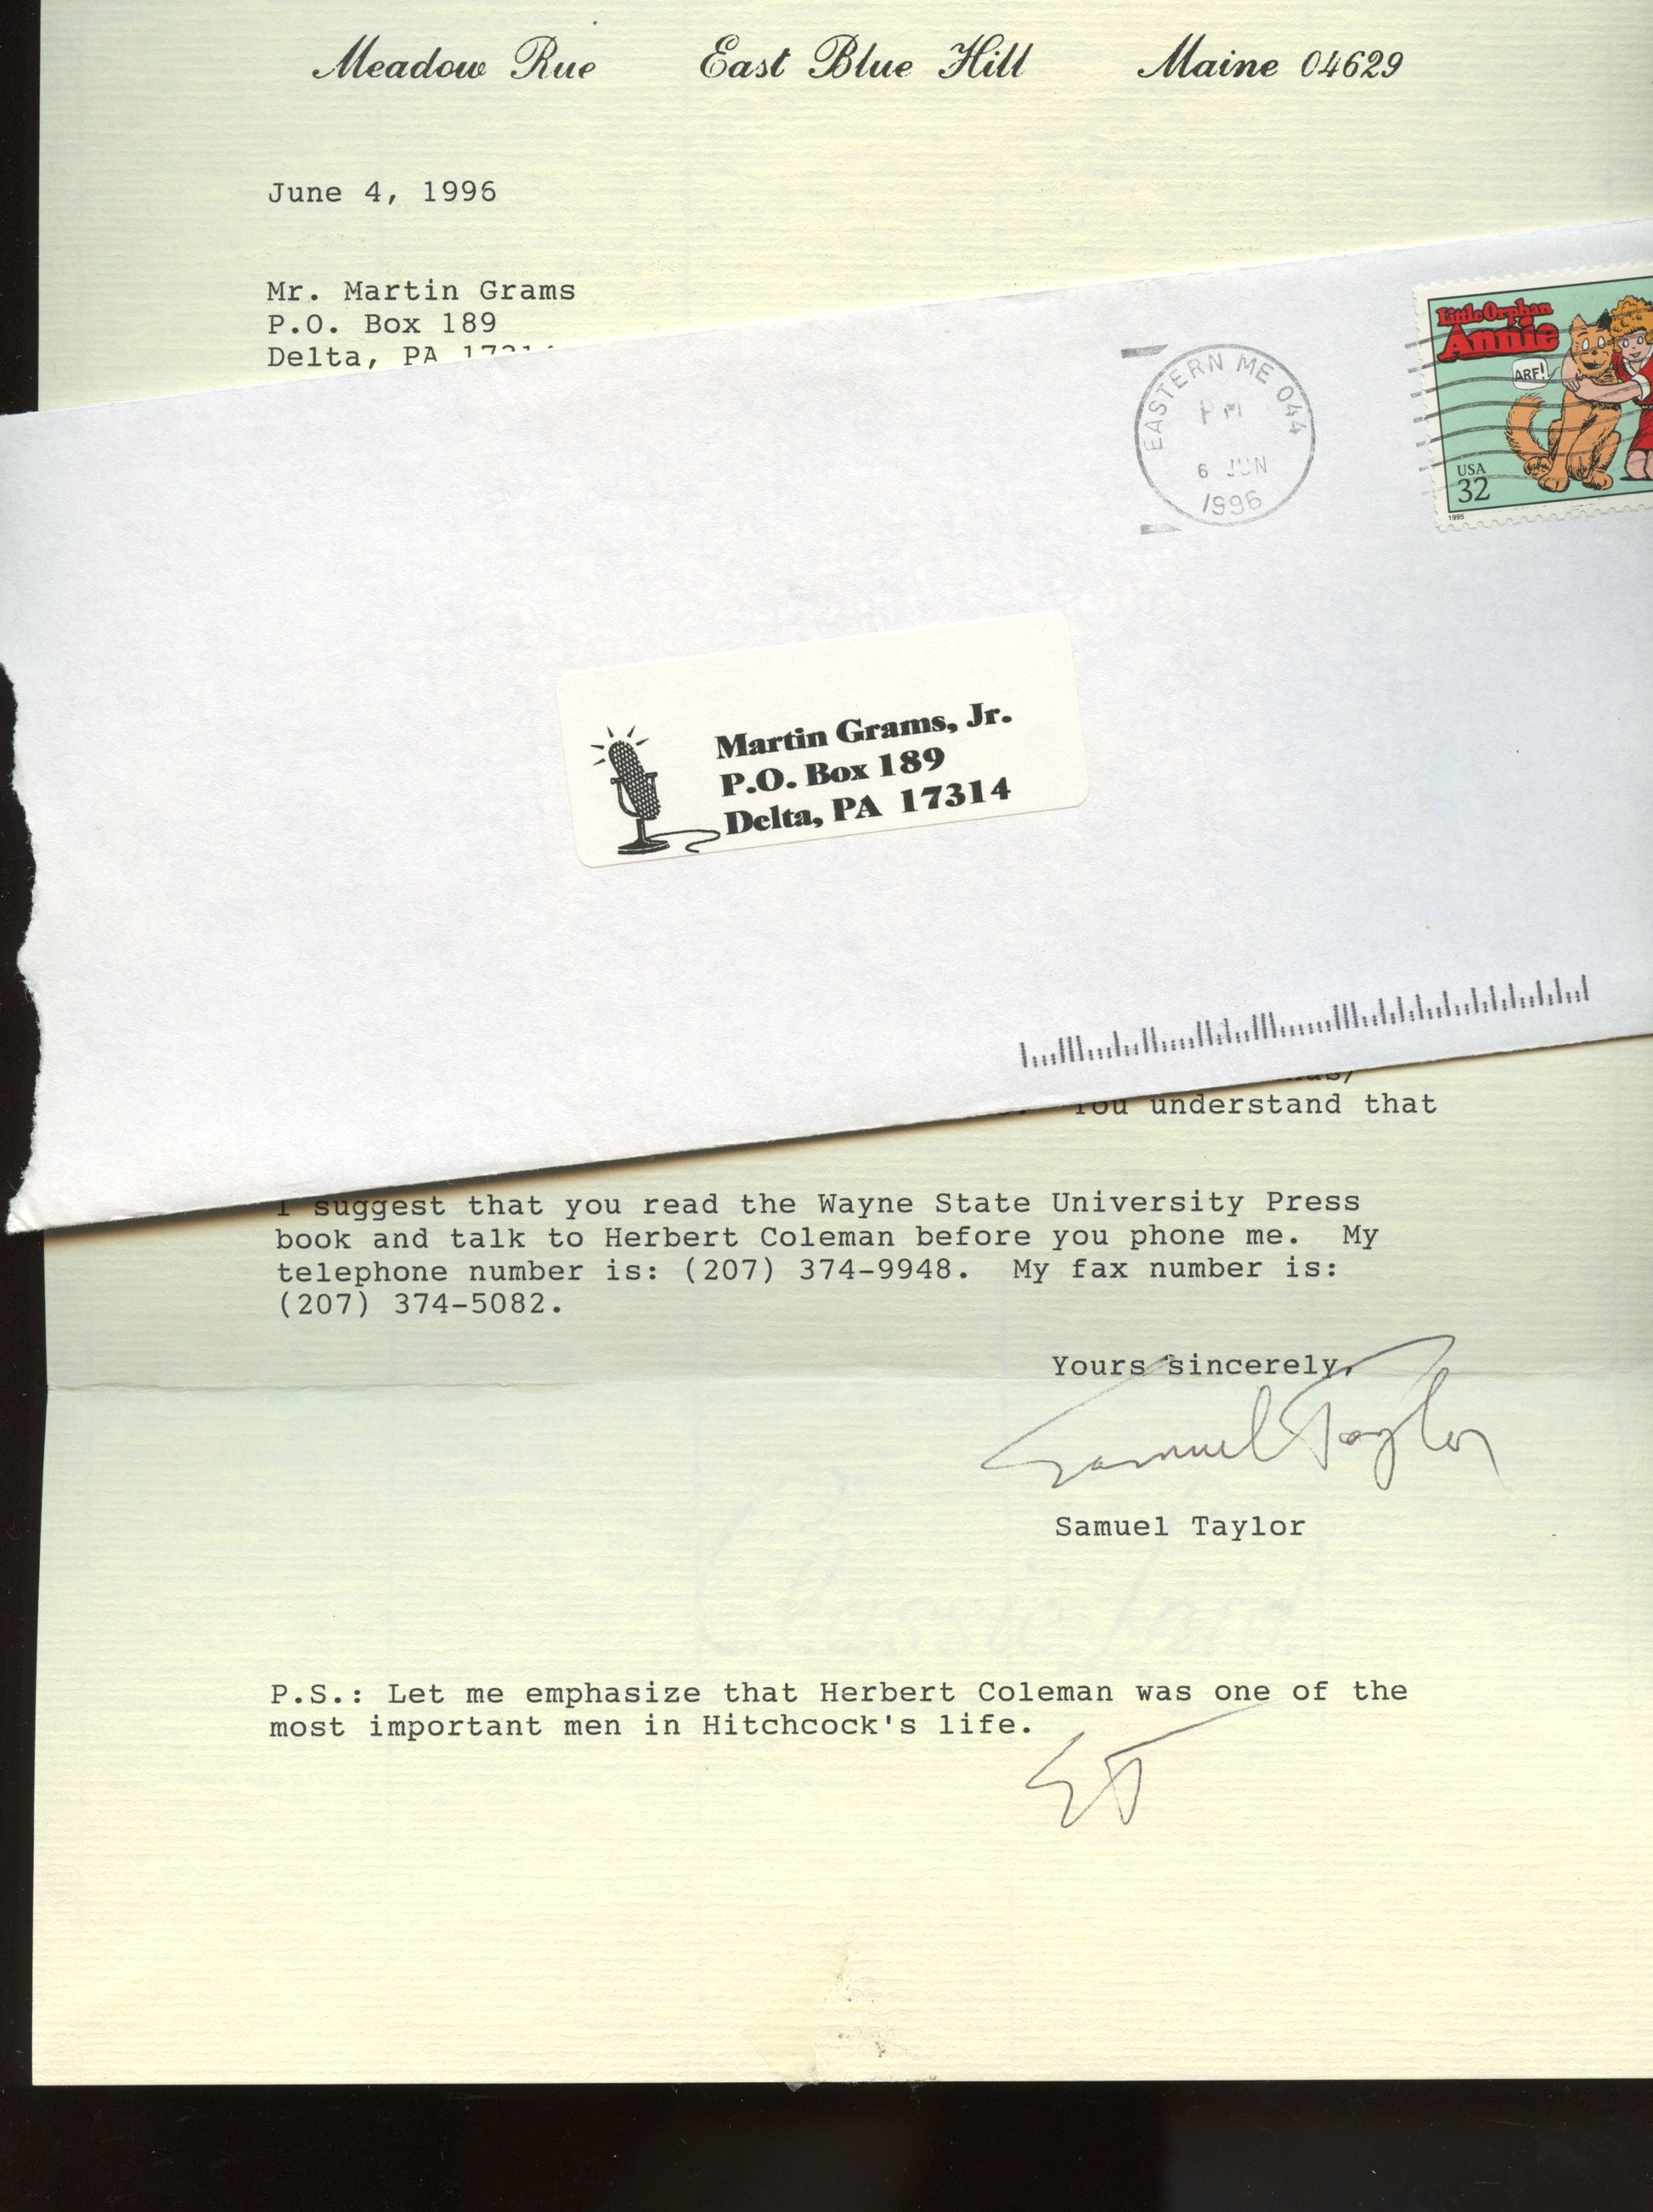 Meadow Rue East Blue Hill Maine 04629
June 4, 1996
Mr. Martin Grams
P.O. Box 189
Delta, PA
Little Orphan
Annie
ARF!
USA
32
1995
EASTERN ME 044
PM
6 JUN
1996
Martin Grams, Jr.
P.O. Box 189
Delta, PA 17314
You understand that
I suggest that you read the Wayne State University Press
book and talk to Herbert Coleman before you phone me. My
telephone number is: (207) 374-9948. My fax number is:
(207) 374-5082.
Yours sincerely,
Samuel Taylor
Samuel Taylor
Classic Laid
P.S.: Let me emphasize that Herbert Coleman was one of the
most important men in Hitchcock's life.
ST